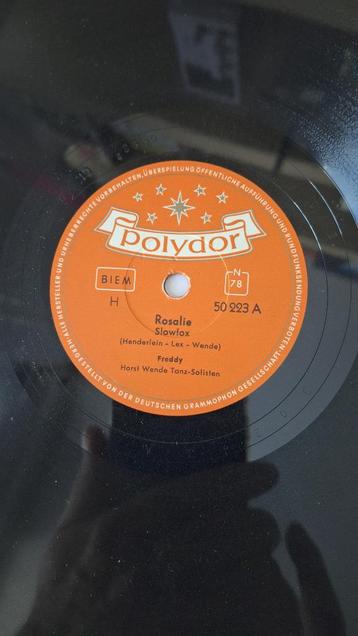 ALLE HERSTELLER UND URHEBERRECHTE VORBEHALTEN, ÜBERSPIELUNG ÖFFENTLICHE AUFFÜHRUNG UND RUNDFUNKSENDUNG VERBOTEN
polydor
BIEM
H
N
78
50 223 A
Rosalie
Slowfox
(Henderlein - Lex - Wende)
Freddy
Horst Wende Tanz-Solisten
HERGESTELLT VON DER DEUTSCHEN GRAMMOPHON GESELLSCHAFT